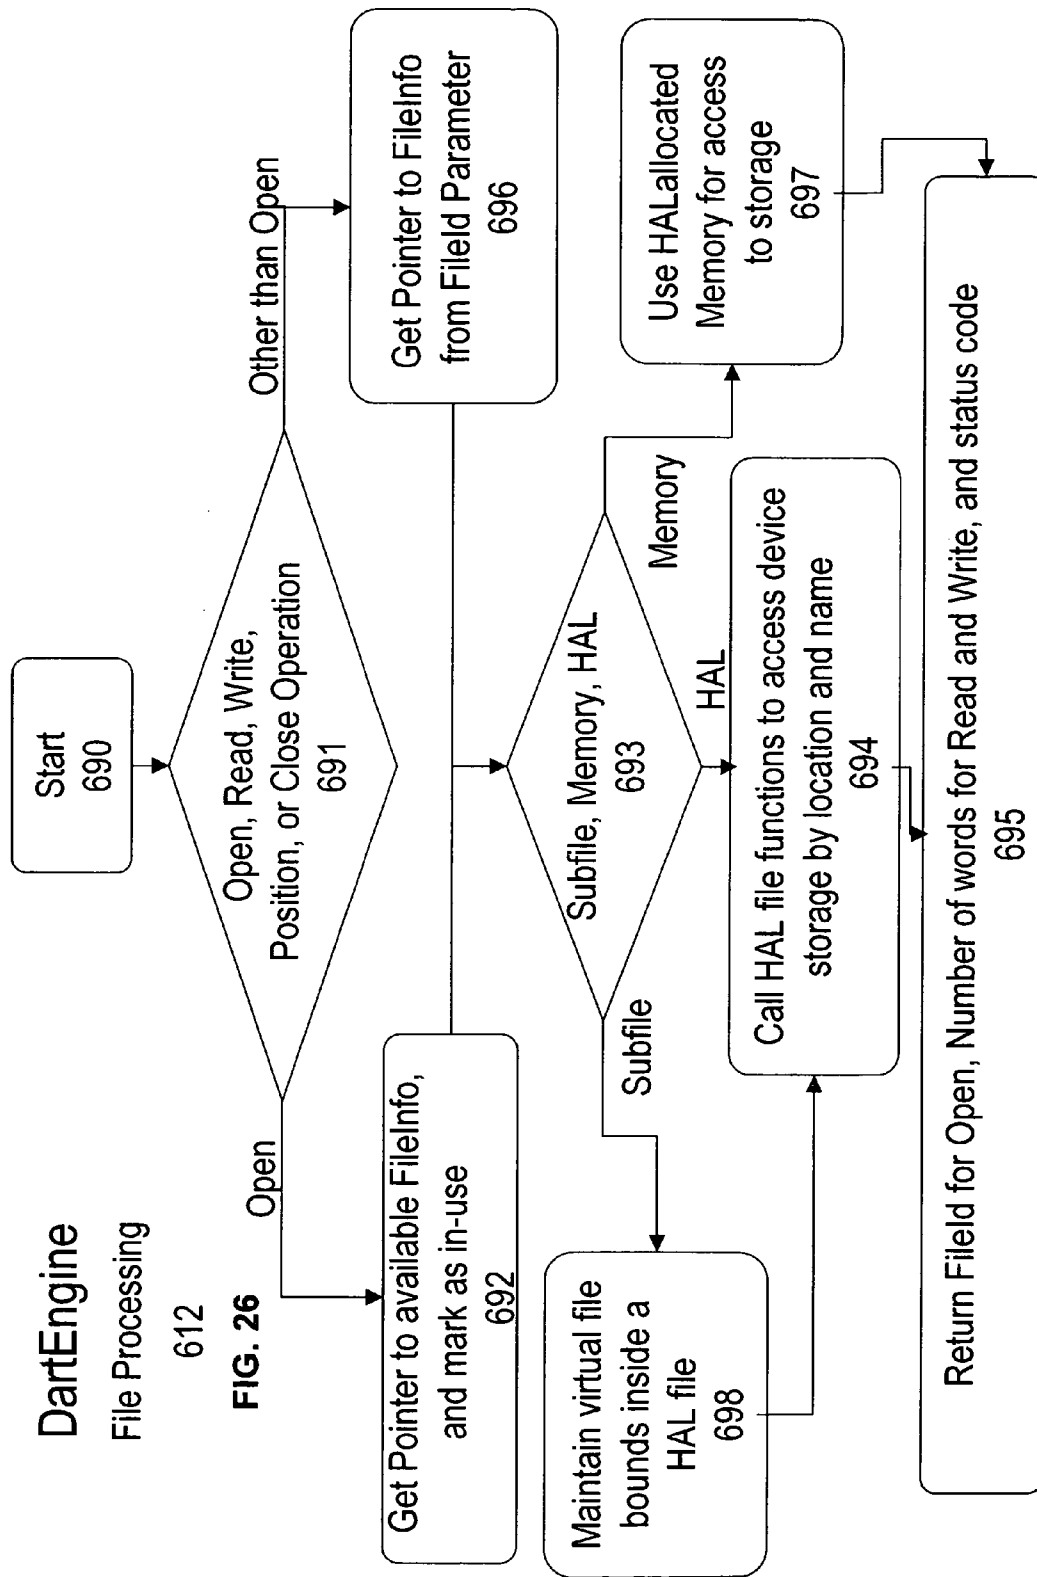 DartEngine
File Processing
612
FIG. 26
Start
690
Open, Read, Write,
Position, or Close Operation
691
Open
Other than Open
Get Pointer to available FileInfo,
and mark as in-use
692
Get Pointer to FileInfo
from FileId Parameter
696
Subfile, Memory, HAL
693
Subfile
HAL
Memory
Maintain virtual file
bounds inside a
HAL file
698
Call HAL file functions to access device
storage by location and name
694
Use HALallocated
Memory for access
to storage
697
Return FileId for Open, Number of words for Read and Write, and status code
695